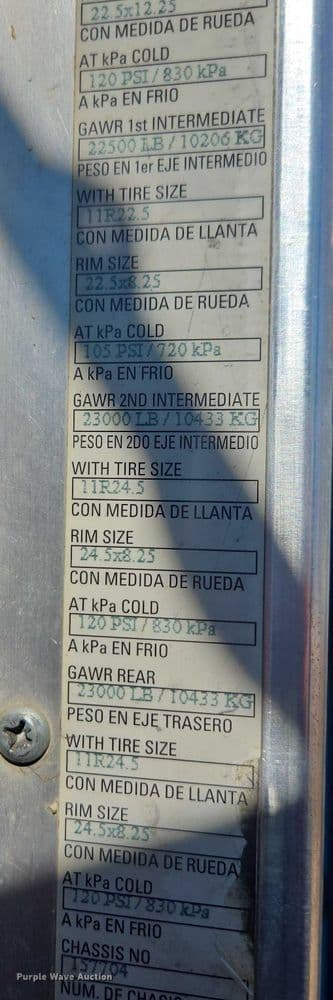 22.5x12.25
CON MEDIDA DE RUEDA
AT kPa COLD
120 PSI / 830 kPa
A kPa EN FRIO
GAWR 1st INTERMEDIATE
22500 LB / 10206 KG
PESO EN 1er EJE INTERMEDIO
WITH TIRE SIZE
11R22.5
CON MEDIDA DE LLANTA
RIM SIZE
22.5x8.25
CON MEDIDA DE RUEDA
AT kPa COLD
105 PSI / 720 kPa
A kPa EN FRIO
GAWR 2ND INTERMEDIATE
23000 LB / 10433 KG
PESO EN 2DO EJE INTERMEDIO
WITH TIRE SIZE
11R24.5
CON MEDIDA DE LLANTA
RIM SIZE
24.5x8.25
CON MEDIDA DE RUEDA
AT kPa COLD
120 PSI / 830 kPa
A kPa EN FRIO
GAWR REAR
23000 LB / 10433 KG
PESO EN EJE TRASERO
WITH TIRE SIZE
11R24.5
CON MEDIDA DE LLANTA
RIM SIZE
24.5x8.25
CON MEDIDA DE RUEDA
AT kPa COLD
120 PSI / 830 kPa
A kPa EN FRIO
CHASSIS NO
NUM. DE
Purple Wave Auction